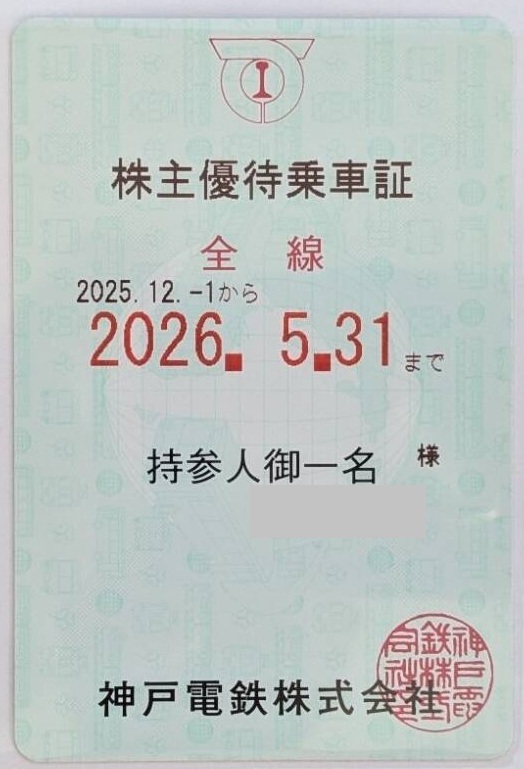 株主優待乗車証
全線
2025.12.-1から
2026. 5.31まで
持参人御一名 様
神戸電鉄株式会社